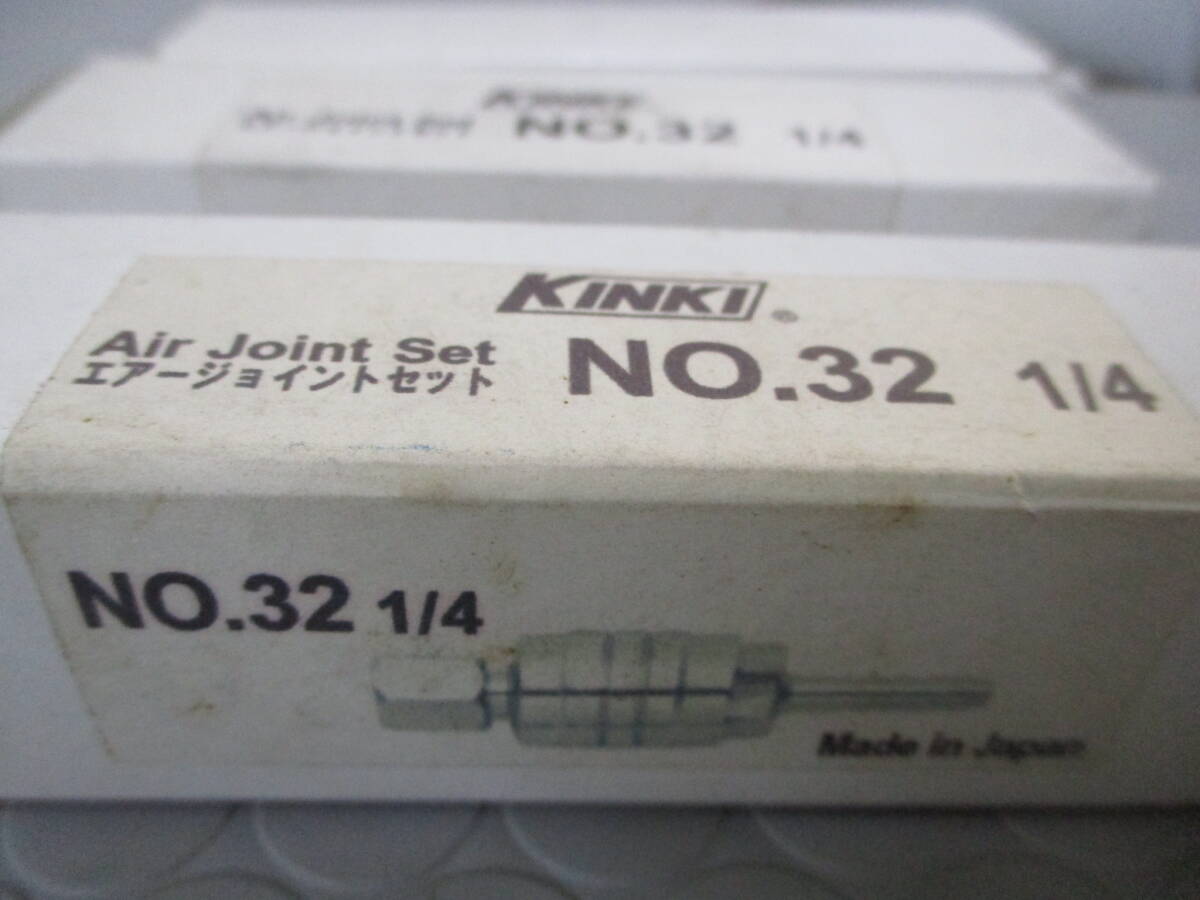 KINKI
NO.32 1/4
KINKI ®
Air Joint Set
エアージョイントセット
NO.32 1/4
NO.32 1/4
Made in Japan